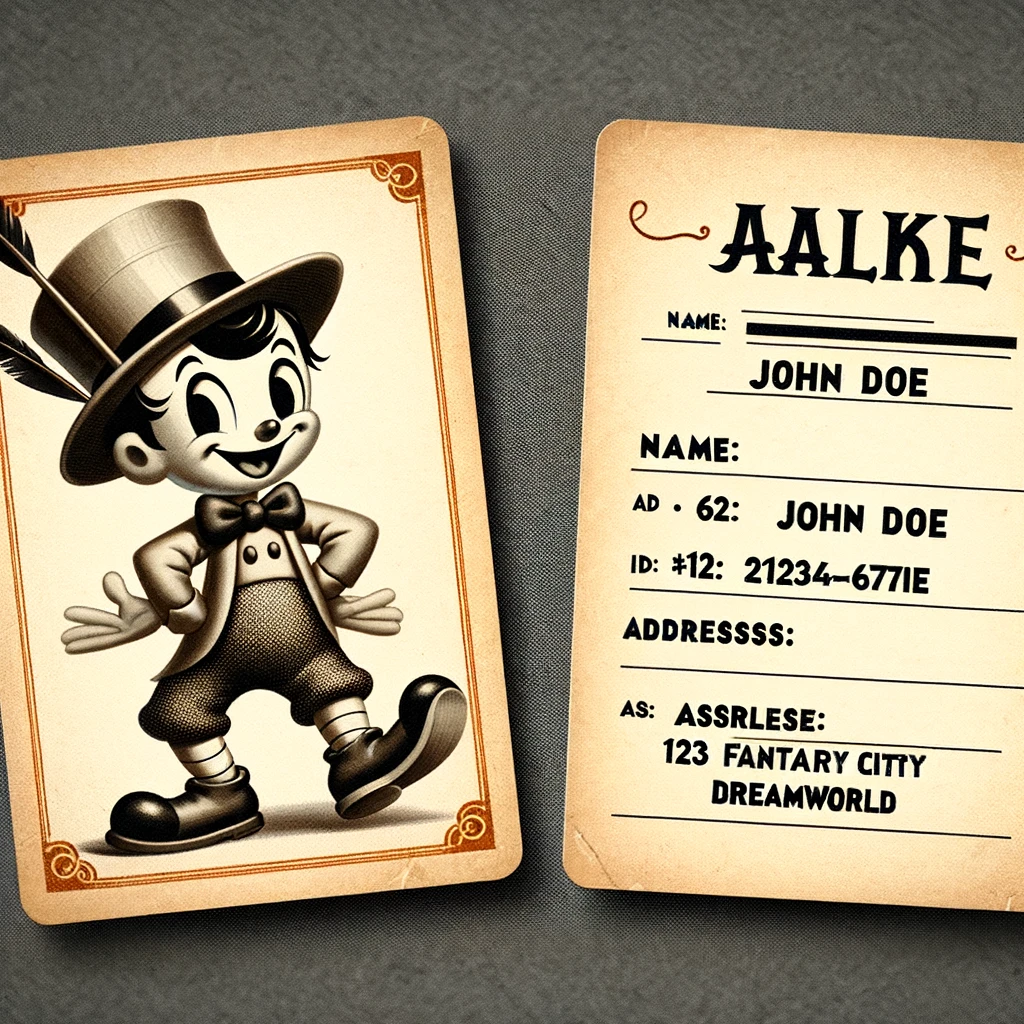 AALKE
NAME:
JOHN DOE
NAME:
AD · 62: JOHN DOE
ID: #12: 21234-677IE
ADDRESSSS:
AS: ASSRLESE:
123 FANTARY CITTY
DREAMWORLD